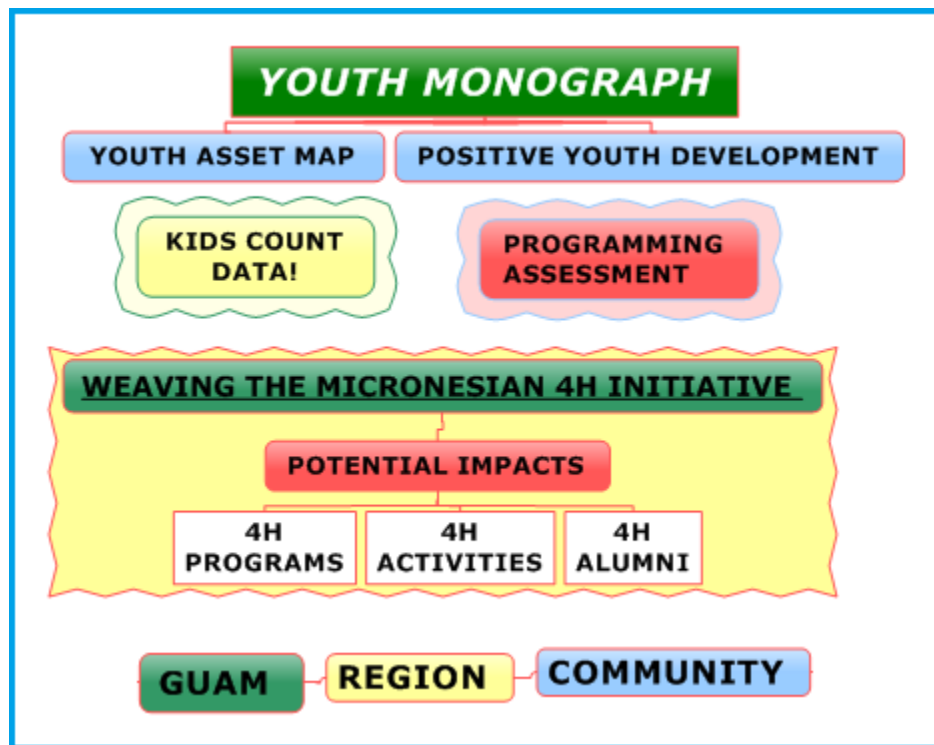 YOUTH MONOGRAPH
YOUTH ASSET MAP
POSITIVE YOUTH DEVELOPMENT
KIDS COUNT
DATA!
PROGRAMMING
ASSESSMENT
WEAVING THE MICRONESIAN 4H INITIATIVE
POTENTIAL IMPACTS
4H
PROGRAMS
4H
ACTIVITIES
4H
ALUMNI
GUAM
REGION
COMMUNITY